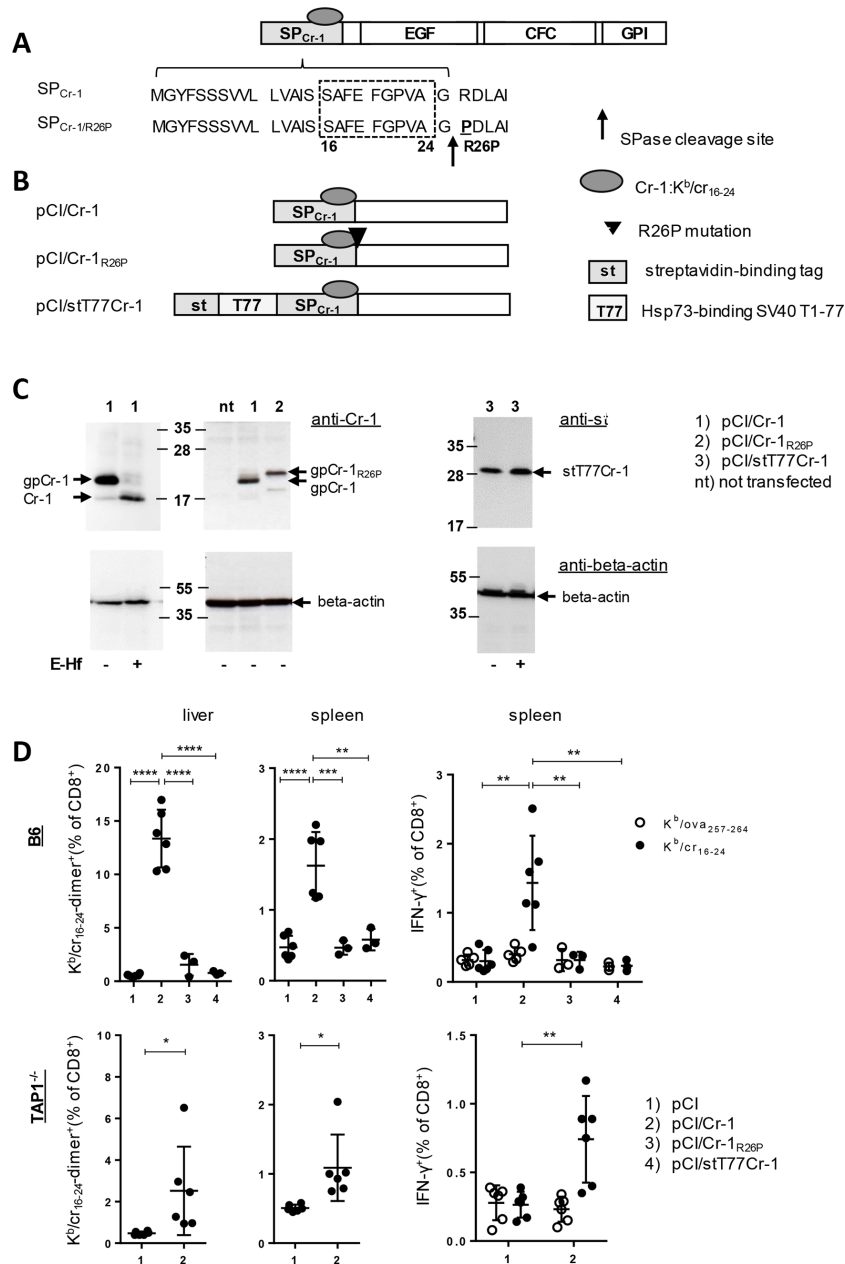 A
SPCr-1 EGF CFC GPI
SPCr-1 MGYFSSSVVL LVAIS SAFE FGPVA G RDLAI
SPCr-1/R26P MGYFSSSVVL LVAIS SAFE FGPVA G PDLAI
16 24 R26P
SPase cleavage site
Cr-1:Kb/cr16-24
R26P mutation
st streptavidin-binding tag
T77 Hsp73-binding SV40 T1-77
B
pCI/Cr-1 SPCr-1
pCI/Cr-1R26P SPCr-1
pCI/stT77Cr-1 st T77 SPCr-1
C
1 1 nt 1 2 anti-Cr-1 3 3 anti-st
35
28
17
gpCr-1
Cr-1
gpCr-1R26P
gpCr-1
35
28
17
stT77Cr-1
1) pCI/Cr-1
2) pCI/Cr-1R26P
3) pCI/stT77Cr-1
nt) not transfected
anti-beta-actin
55
35
beta-actin
55
35
beta-actin
E-Hf - + - - - - +
D
liver spleen spleen
B6
Kb/cr16-24-dimer+(% of CD8+)
20
15
10
5
0
**** **** ****
1 2 3 4
3
2
1
0
**** *** **
1 2 3 4
IFN-γ+(% of CD8+)
3
2
1
0
** ** **
1 2 3 4
Kb/ova257-264
Kb/cr16-24
TAP1-/-
Kb/cr16-24-dimer+(% of CD8+)
10
8
6
4
2
0
*
1 2
3
2
1
0
*
1 2
IFN-γ+(% of CD8+)
1.5
1.0
0.5
0.0
**
1 2
1) pCI
2) pCI/Cr-1
3) pCI/Cr-1R26P
4) pCI/stT77Cr-1